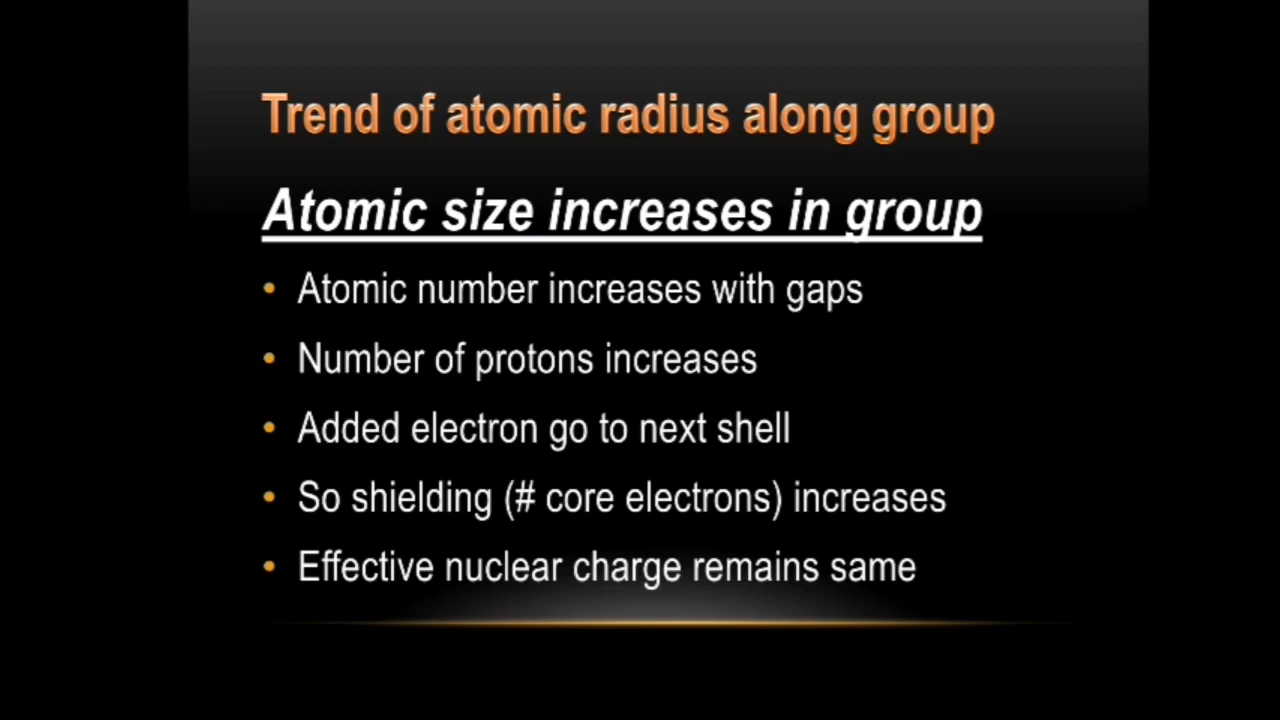 Trend of atomic radius along group
Atomic size increases in group
• Atomic number increases with gaps
• Number of protons increases
• Added electron go to next shell
• So shielding (# core electrons) increases
• Effective nuclear charge remains same